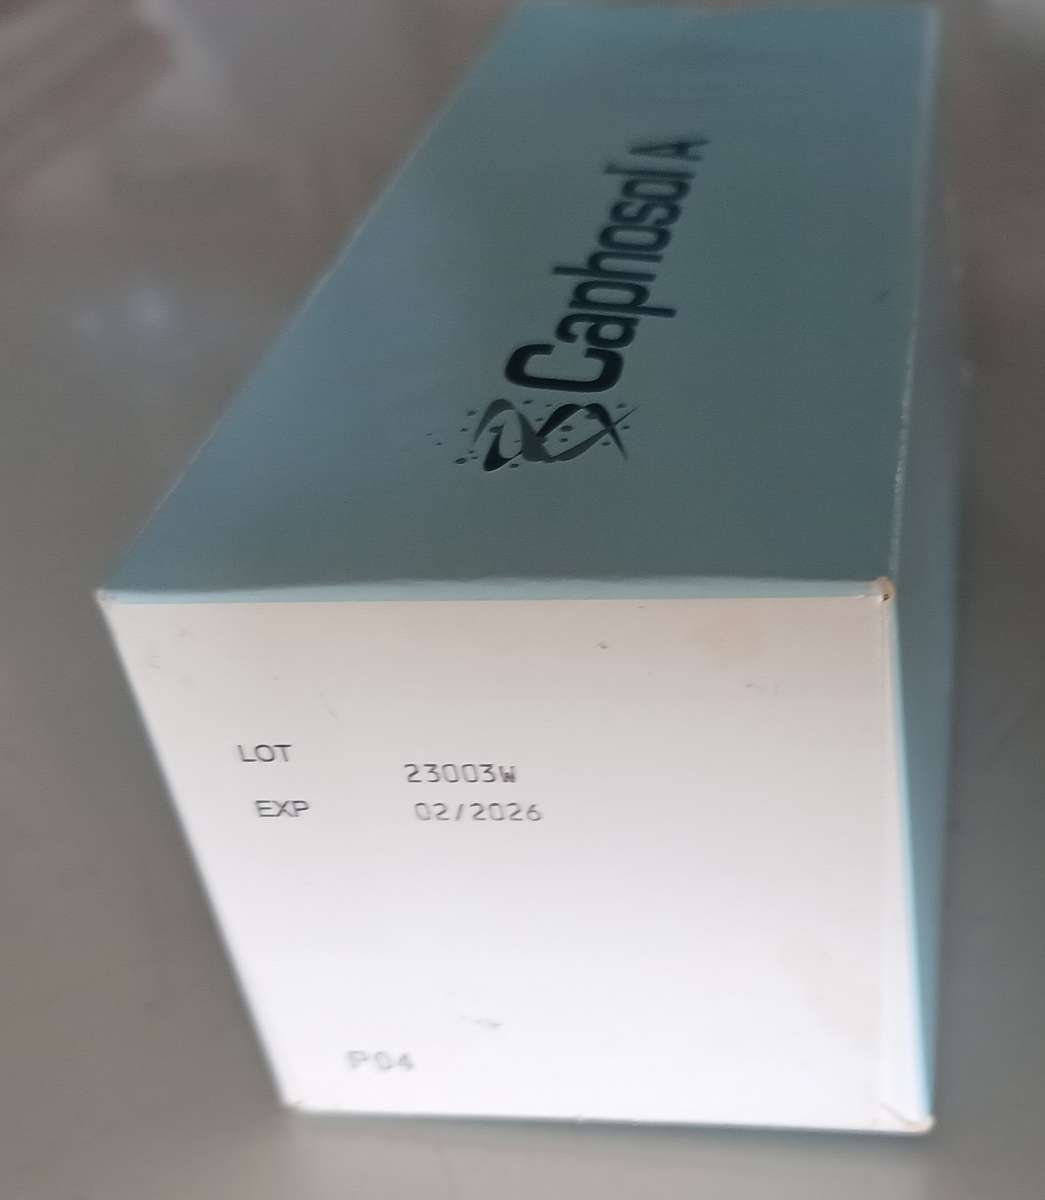 Caphosol A
LOT
23003W
EXP 02/2026
P04